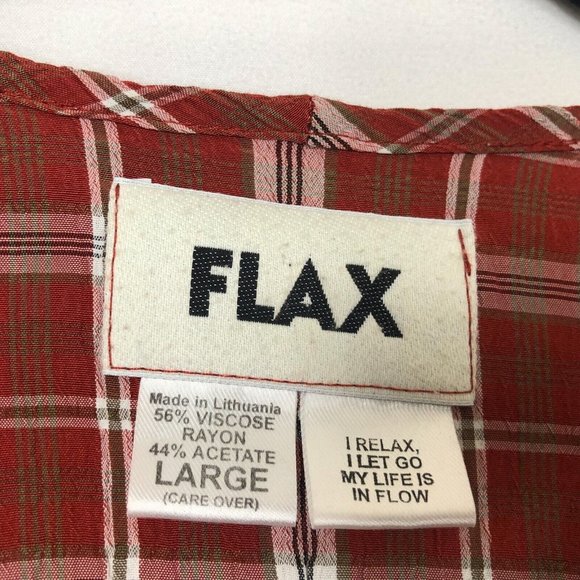 FLAX
Made in Lithuania
56% VISCOSE
RAYON
44% ACETATE
LARGE
(CARE OVER)
I RELAX,
I LET GO
MY LIFE IS
IN FLOW